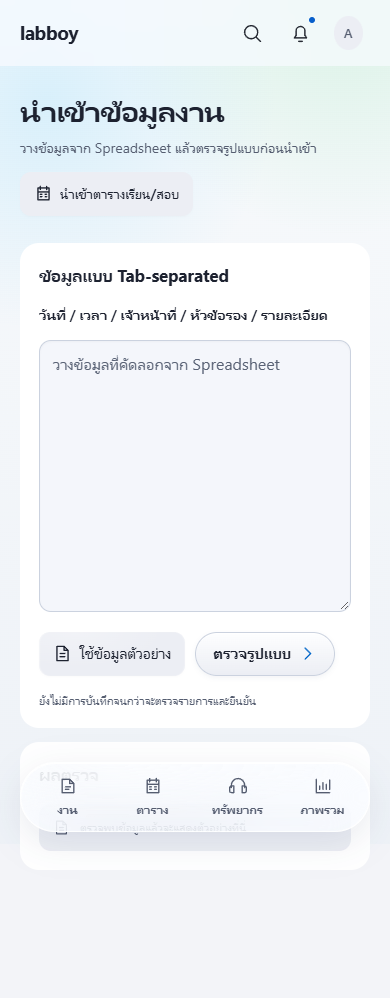 labboy
A
นำเข้าข้อมูลงาน
วางข้อมูลจาก Spreadsheet แล้วตรวจรูปแบบก่อนนำเข้า
นำเข้าตารางเรียน/สอบ
ข้อมูลแบบ Tab-separated
วันที่ / เวลา / เจ้าหน้าที่ / หัวข้อรอง / รายละเอียด
วางข้อมูลที่คัดลอกจาก Spreadsheet
ใช้ข้อมูลตัวอย่าง
ตรวจรูปแบบ
ยังไม่มีการบันทึกจนกว่าจะตรวจรายการและยืนยัน
ผลตรวจ
งาน
ตาราง
ทรัพยากร
ภาพรวม